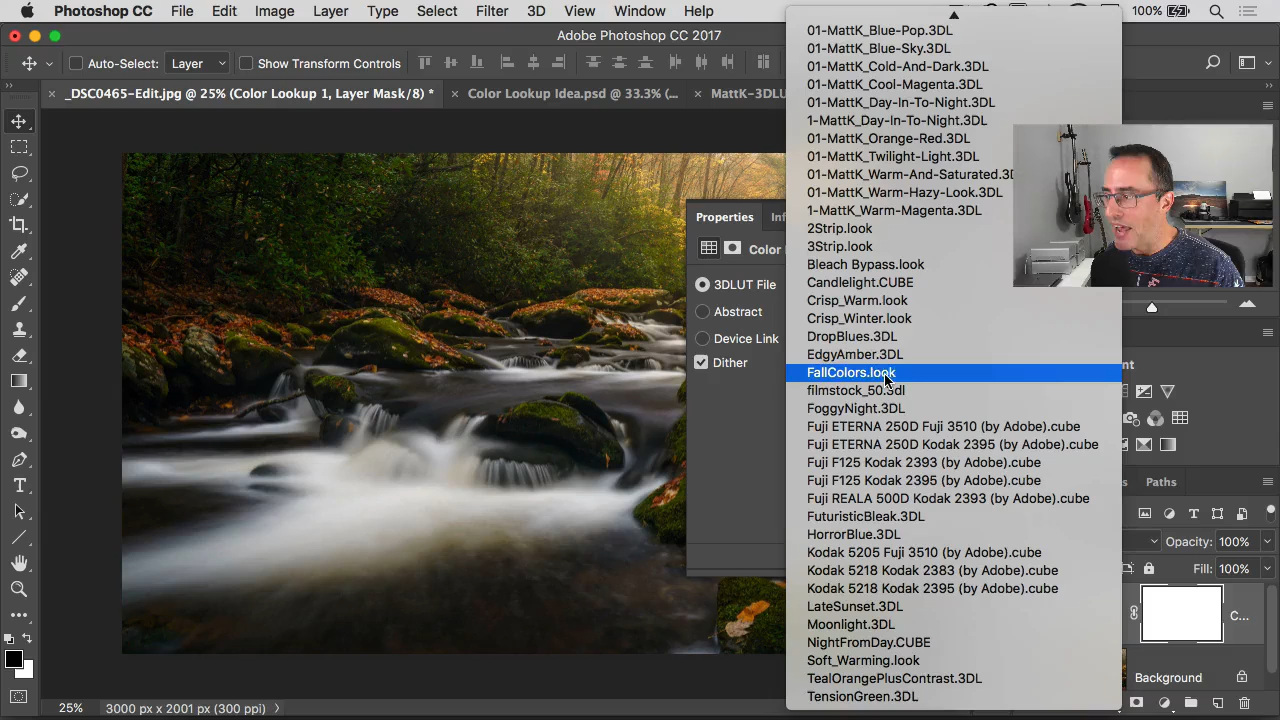 Photoshop CC File Edit Image Layer Type Select Filter 3D View Window Help 100%
Adobe Photoshop CC 2017
Auto-Select: Layer Show Transform Controls
_DSC0465-Edit.jpg @ 25% (Color Lookup 1, Layer Mask/8) * Color Lookup Idea.psd @ 33.3% (... MattK-3DLU
01-MattK_Blue-Pop.3DL
01-MattK_Blue-Sky.3DL
01-MattK_Cold-And-Dark.3DL
01-MattK_Cool-Magenta.3DL
01-MattK_Day-In-To-Night.3DL
1-MattK_Day-In-To-Night.3DL
01-MattK_Orange-Red.3DL
01-MattK_Twilight-Light.3DL
01-MattK_Warm-And-Saturated.3D
01-MattK_Warm-Hazy-Look.3DL
1-MattK_Warm-Magenta.3DL
2Strip.look
3Strip.look
Bleach Bypass.look
Candlelight.CUBE
Crisp_Warm.look
Crisp_Winter.look
DropBlues.3DL
EdgyAmber.3DL
FallColors.look
filmstock_50.3dl
FoggyNight.3DL
Fuji ETERNA 250D Fuji 3510 (by Adobe).cube
Fuji ETERNA 250D Kodak 2395 (by Adobe).cube
Fuji F125 Kodak 2393 (by Adobe).cube
Fuji F125 Kodak 2395 (by Adobe).cube
Fuji REALA 500D Kodak 2393 (by Adobe).cube
FuturisticBleak.3DL
HorrorBlue.3DL
Kodak 5205 Fuji 3510 (by Adobe).cube
Kodak 5218 Kodak 2383 (by Adobe).cube
Kodak 5218 Kodak 2395 (by Adobe).cube
LateSunset.3DL
Moonlight.3DL
NightFromDay.CUBE
Soft_Warming.look
TealOrangePlusContrast.3DL
TensionGreen.3DL
Properties Inf
Color
3DLUT File
Abstract
Device Link
Dither
Paths
Opacity: 100%
Fill: 100%
C...
Background
25% 3000 px x 2001 px (300 ppi)